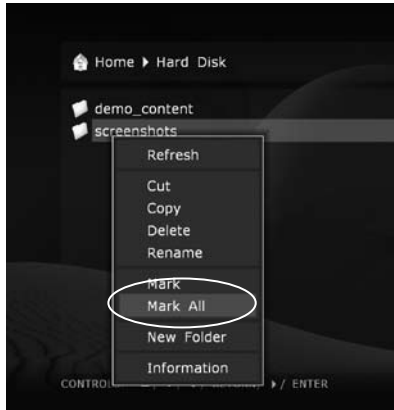 Home ▸ Hard Disk
demo_content
screenshots
Refresh
Cut
Copy
Delete
Rename
Mark
Mark All
New Folder
Information
CONTROL ▸/ ENTER